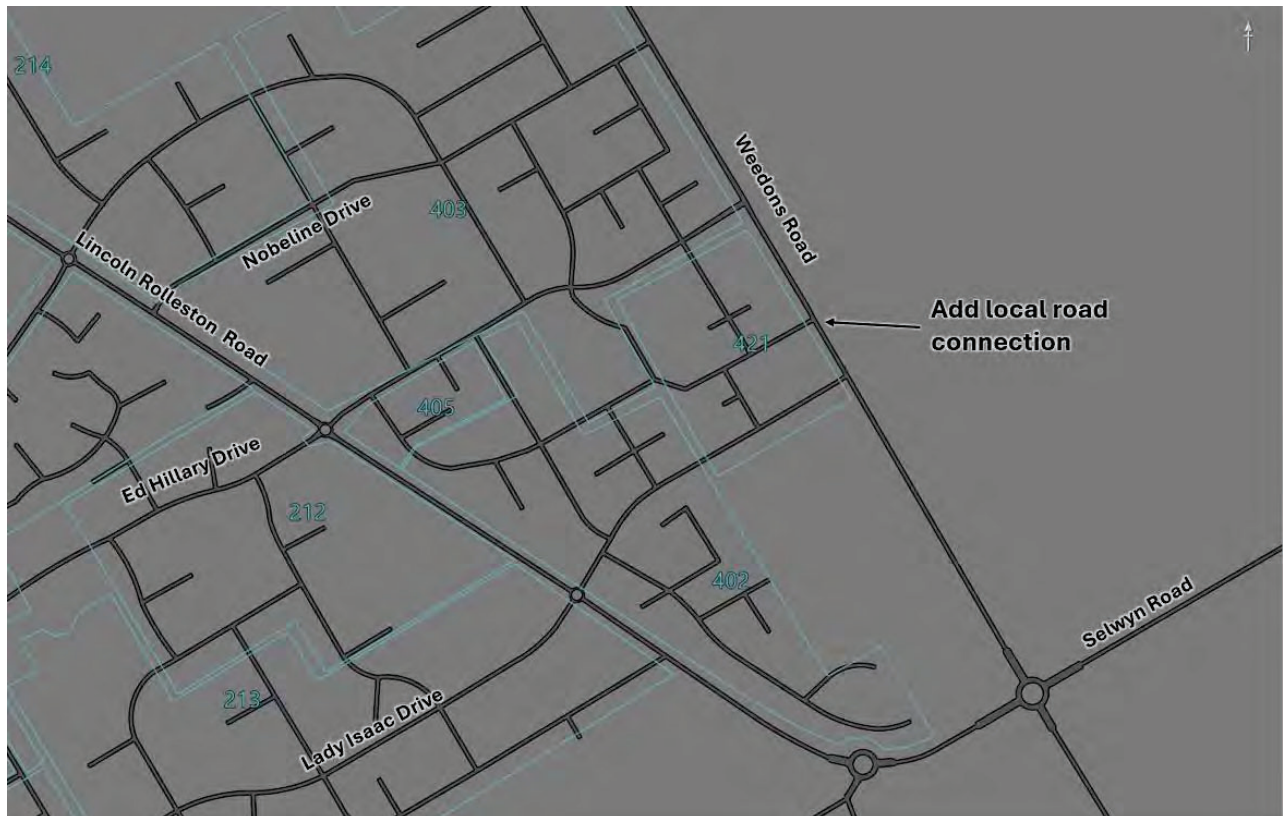 214
Weedons Road
403
Nobeline Drive
Lincoln Rolleston Road
Add local road
connection
421
405
Ed Hillary Drive
212
402
Selwyn Road
213
Lady Isaac Drive